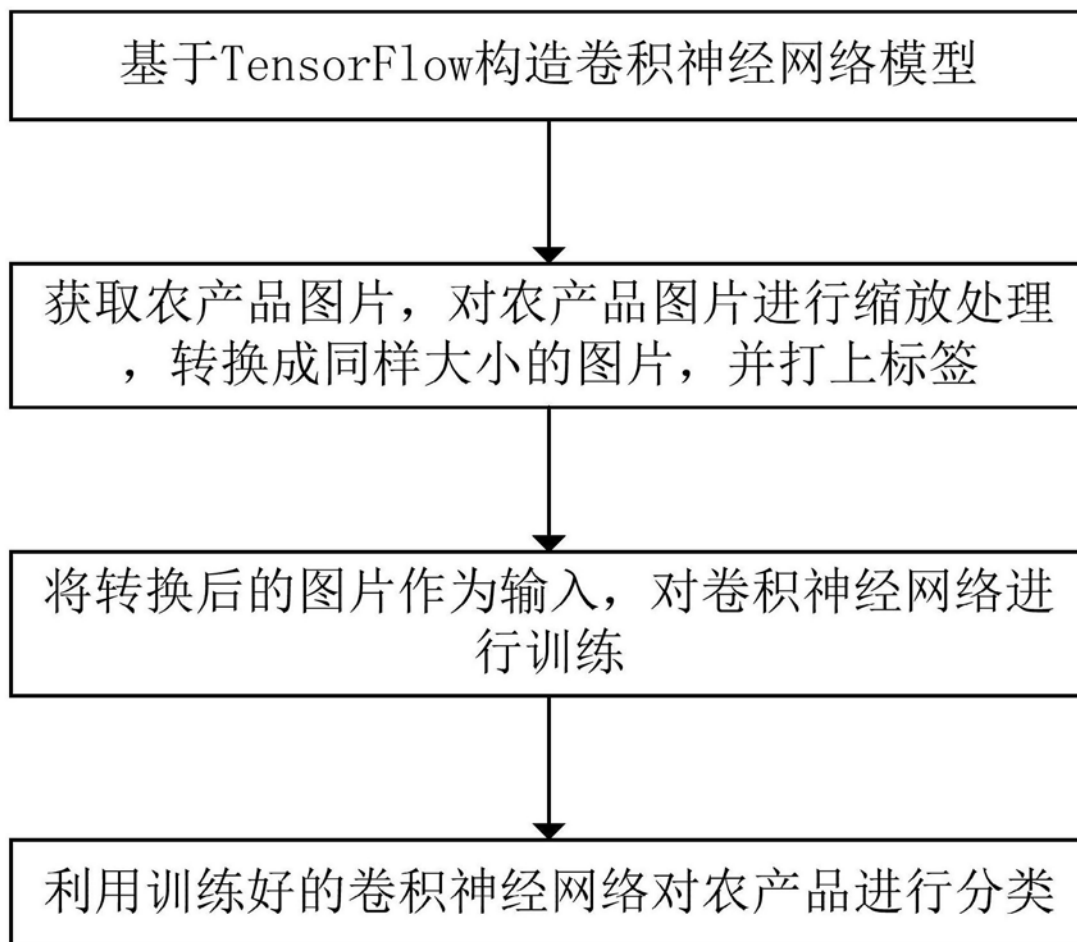 基于TensorFlow构造卷积神经网络模型
获取农产品图片，对农产品图片进行缩放处理
，转换成同样大小的图片，并打上标签
将转换后的图片作为输入，对卷积神经网络进
行训练
利用训练好的卷积神经网络对农产品进行分类